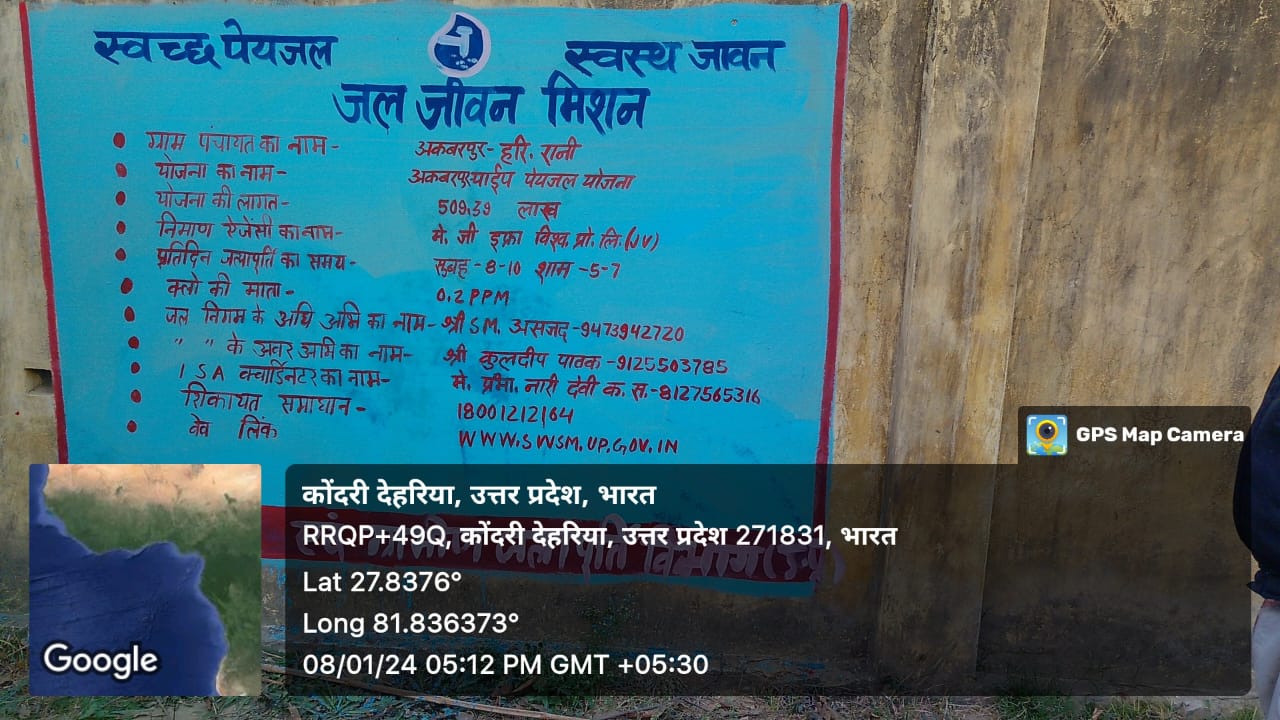 स्वच्छ पेयजल
स्वस्थ जावन
जल जीवन मिशन
ग्राम पंचायत का नाम - अकबरपुर - हरि. रानी
योजना का नाम - अकबरपुर पाईप पेयजल योजना
योजना की लागत - 509.39 लाख
निमाण ऐजेंसी का नाम - मे. जी इफ्रा विश्व. प्रो. लि. (JV)
प्रतिदिन जलापूर्ति का समय - सुबह - 8-10 शाम - 5-7
क्लो की माता - 0.2 PPM
जल निगम के अधि अभि का नाम - श्री S M. असजद - 9473942720
" " के अवर अभि का नाम - श्री कुलदीप पाठक - 9125503785
I S A क्वार्डिनटर का नाम - मे. प्रभा. नारी देवी क. स. - 8127565316
शिकायत समाधान - 18001212164
वेव लिंक WWW.SWSM.UP.GOV.IN
जलापूर्ति विभाग (उ.प्र.)
GPS Map Camera
कोंदरी देहरिया, उत्तर प्रदेश, भारत
RRQP+49Q, कोंदरी देहरिया, उत्तर प्रदेश 271831, भारत
Lat 27.8376°
Long 81.836373°
08/01/24 05:12 PM GMT +05:30
Google